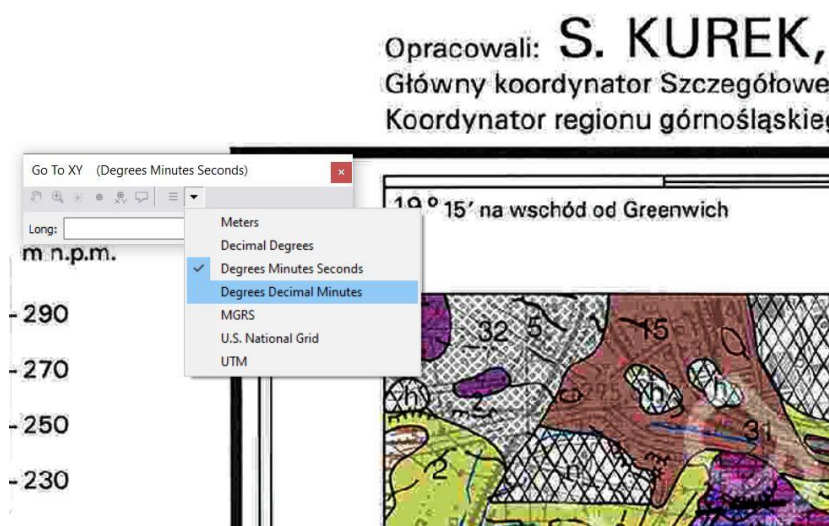 Opracowali: S. KUREK,
Główny koordynator Szczegółowe
Koordynator regionu górnośląskieg
Go To XY (Degrees Minutes Seconds)
Long:
Meters
Decimal Degrees
Degrees Minutes Seconds
Degrees Decimal Minutes
MGRS
U.S. National Grid
UTM
19° 15′ na wschód od Greenwich
m n.p.m.
290
270
250
230
32 5 15
h h h
31
2 n